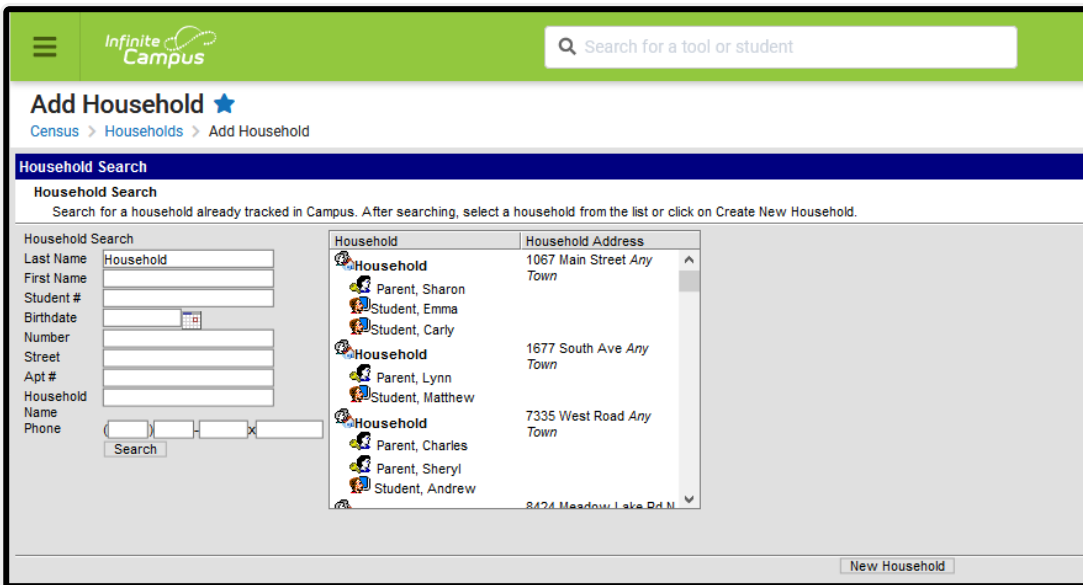 Infinite Campus
Search for a tool or student
Add Household
Census > Households > Add Household
Household Search
Household Search
Search for a household already tracked in Campus. After searching, select a household from the list or click on Create New Household.
Household Search
Last Name Household
First Name
Student #
Birthdate
Number
Street
Apt #
Household Name
Phone ( ) - x
Search
Household Household Address
Household 1067 Main Street Any Town
Parent, Sharon
Student, Emma
Student, Carly
Household 1677 South Ave Any Town
Parent, Lynn
Student, Matthew
Household 7335 West Road Any Town
Parent, Charles
Parent, Sheryl
Student, Andrew
8424 Meadow Lake Rd N
New Household